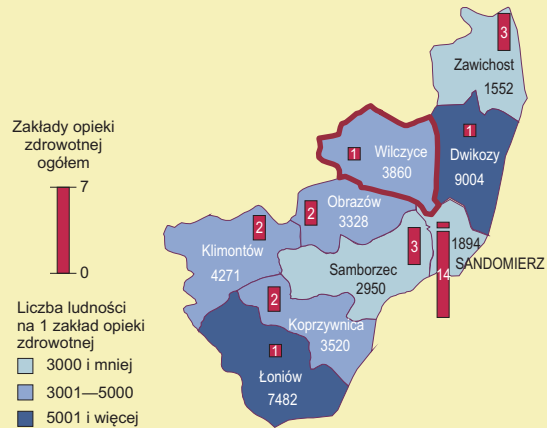 3
Zawichost
1552
Zakłady opieki
zdrowotnej
ogółem
7
0
1
Wilczyce
3860
1
Dwikozy
9004
Obrazów
2
3328
2
Klimontów
4271
3
Samborzec
2950
1894
SANDOMIERZ
14
2
Koprzywnica
3520
1
Łoniów
7482
Liczba ludności
na 1 zakład opieki
zdrowotnej
3000 i mniej
3001—5000
5001 i więcej